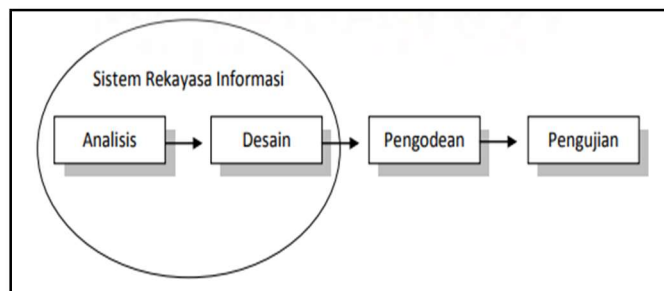 Sistem Rekayasa Informasi
Analisis
Desain
Pengodean
Pengujian